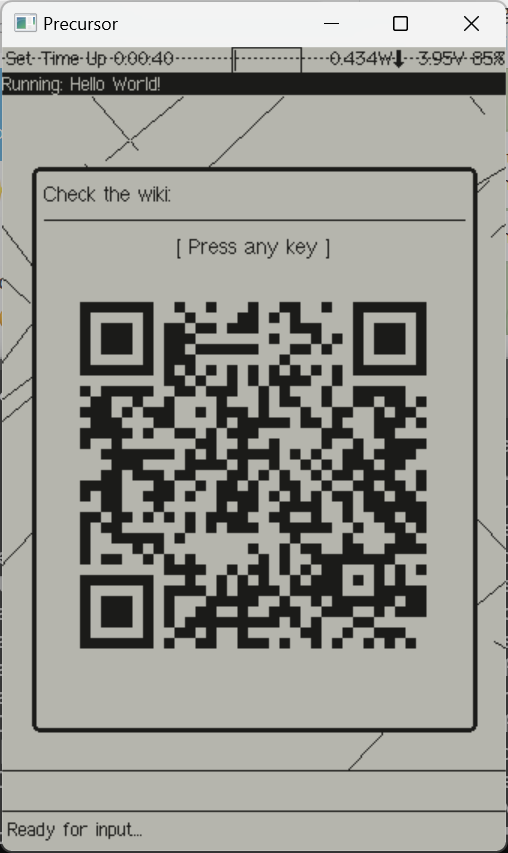 Precursor
Set Time Up 0:00:40 0.434W 3.95V 85%
Running: Hello World!
Check the wiki:
[ Press any key ]
Ready for input...